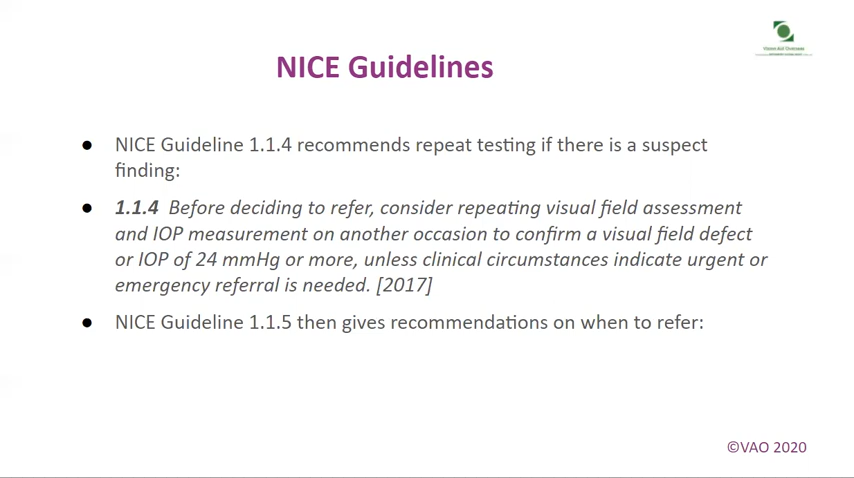 Vision Aid Overseas
NICE Guidelines
● NICE Guideline 1.1.4 recommends repeat testing if there is a suspect
finding:
● 1.1.4 Before deciding to refer, consider repeating visual field assessment
and IOP measurement on another occasion to confirm a visual field defect
or IOP of 24 mmHg or more, unless clinical circumstances indicate urgent or
emergency referral is needed. [2017]
● NICE Guideline 1.1.5 then gives recommendations on when to refer:
©VAO 2020